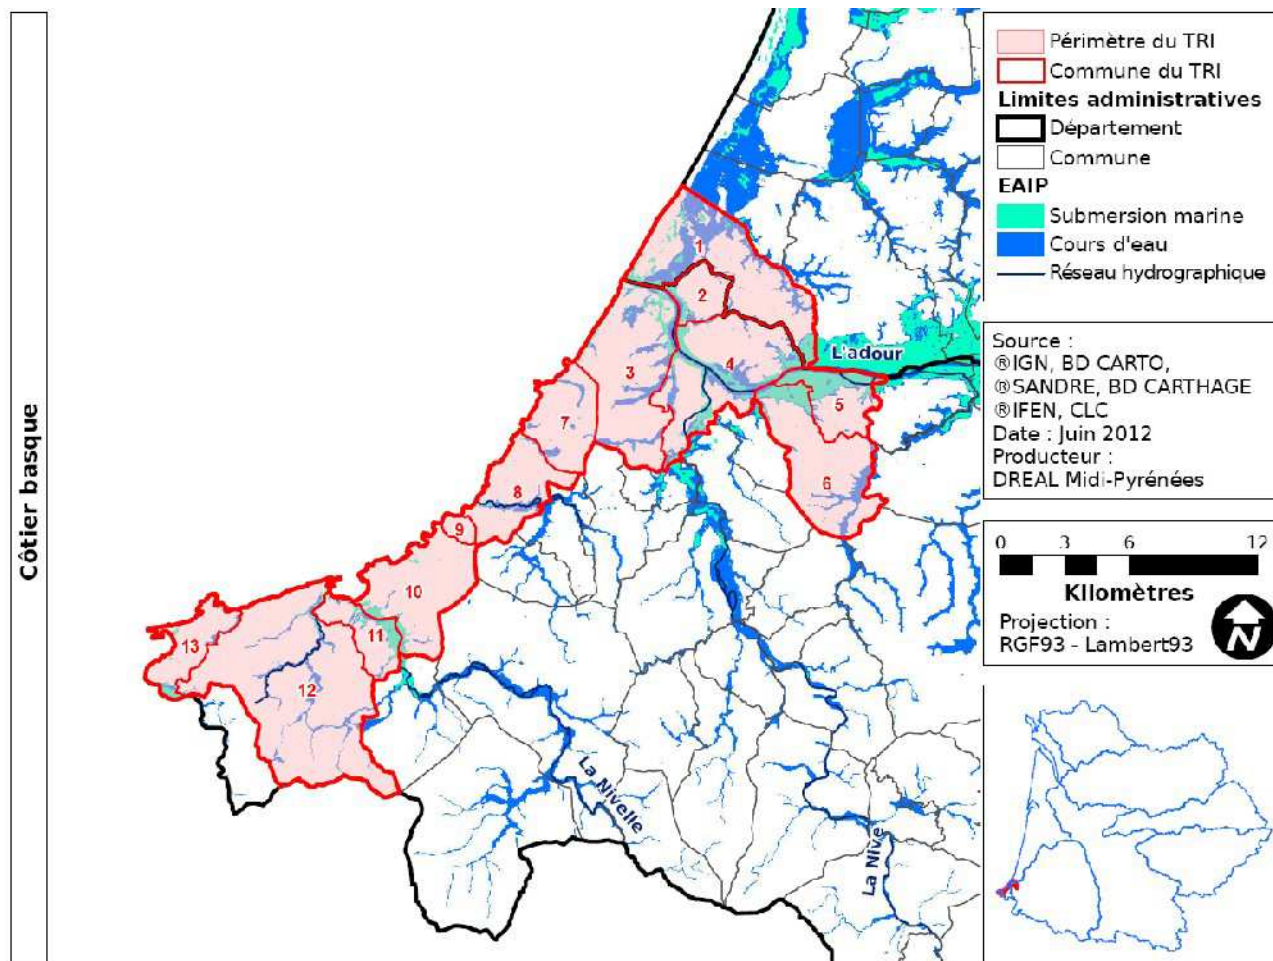 Côtier basque
1
2
3
4
L'adour
5
6
7
8
9
10
11
12
13
La Nivelle
La Nive
Périmètre du TRI
Commune du TRI
Limites administratives
Département
Commune
EAIP
Submersion marine
Cours d'eau
Réseau hydrographique
Source :
®IGN, BD CARTO,
®SANDRE, BD CARTHAGE
®IFEN, CLC
Date : Juin 2012
Producteur :
DREAL Midi-Pyrénées
0 3 6 12
Kilomètres
Projection :
RGF93 - Lambert93
N